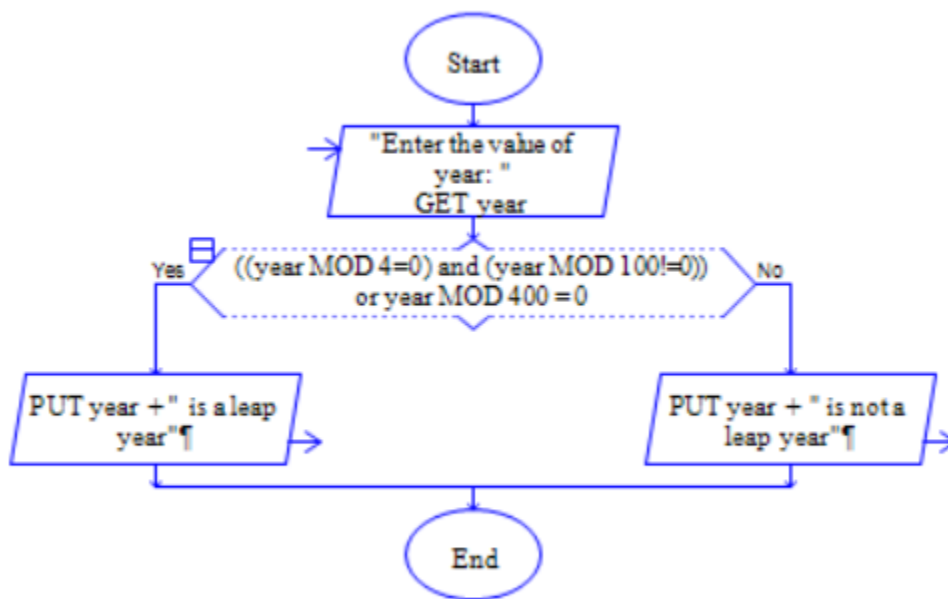 Start
"Enter the value of
year: "
GET year
Yes
((year MOD 4=0) and (year MOD 100!=0))
or year MOD 400 = 0
No
PUT year +" is a leap
year"¶
PUT year + " is not a
leap year"¶
End